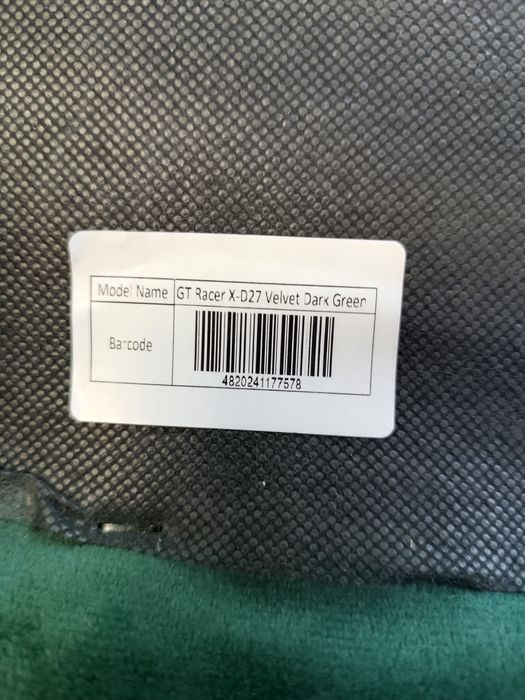 Model Name GT Racer X-D27 Velvet Dark Green
Barcode
4820241177578